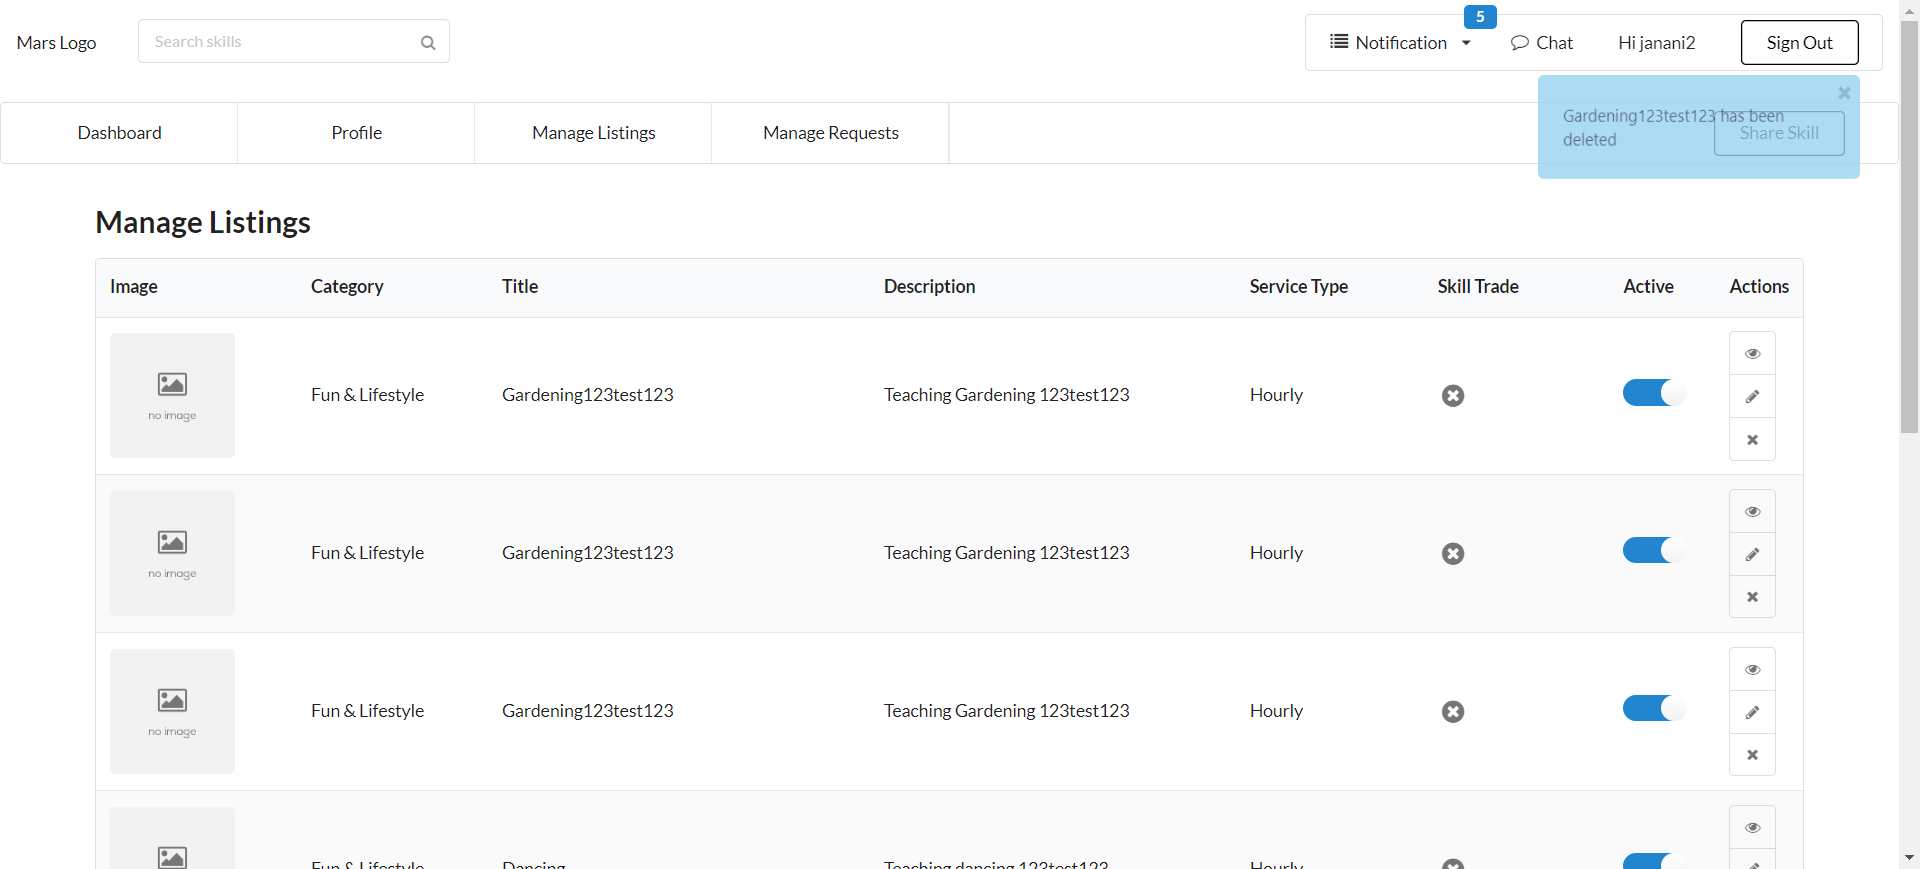 5
Mars Logo
Search skills
Notification
Chat
Hi janani2
Sign Out
Gardening123test123 has been
deleted
Dashboard
Profile
Manage Listings
Manage Requests
Share Skill
Manage Listings
Image Category Title Description Service Type Skill Trade Active Actions
no image Fun & Lifestyle Gardening123test123 Teaching Gardening 123test123 Hourly
no image Fun & Lifestyle Gardening123test123 Teaching Gardening 123test123 Hourly
no image Fun & Lifestyle Gardening123test123 Teaching Gardening 123test123 Hourly
Fun & Lifestyle Dancing Teaching dancing 123test123 Hourly